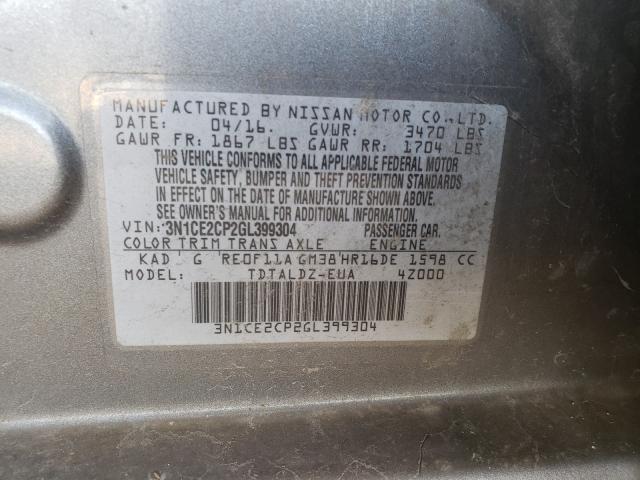 MANUFACTURED BY NISSAN MOTOR CO.,LTD.
DATE: 04/16. GVWR: 3470 LBS
GAWR FR: 1867 LBS GAWR RR: 1704 LBS
THIS VEHICLE CONFORMS TO ALL APPLICABLE FEDERAL MOTOR
VEHICLE SAFETY, BUMPER AND THEFT PREVENTION STANDARDS
IN EFFECT ON THE DATE OF MANUFACTURE SHOWN ABOVE.
SEE OWNER'S MANUAL FOR ADDITIONAL INFORMATION.
VIN: 3N1CE2CP2GL399304 PASSENGER CAR.
COLOR TRIM TRANS AXLE ENGINE
KAD G RE0F11A GM38 HR16DE 1598 CC
MODEL: TDTALDZ-EUA 4Z000
3N1CE2CP2GL399304